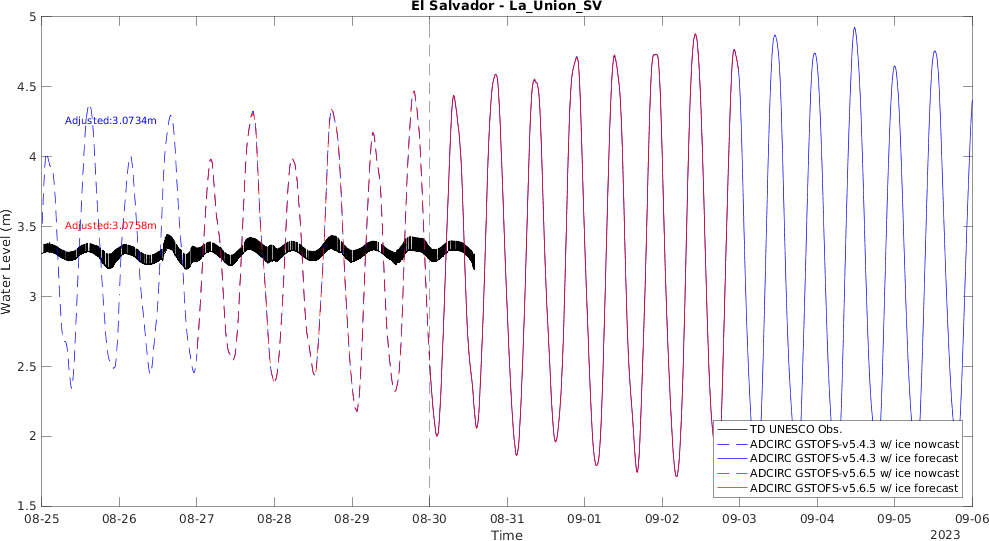 El Salvador - La_Union_SV
5
4.5
4
3.5
3
2.5
2
1.5
Water Level (m)
Adjusted:3.0734m
Adjusted:3.0758m
TD UNESCO Obs.
ADCIRC GSTOFS-v5.4.3 w/ ice nowcast
ADCIRC GSTOFS-v5.4.3 w/ ice forecast
ADCIRC GSTOFS-v5.6.5 w/ ice nowcast
ADCIRC GSTOFS-v5.6.5 w/ ice forecast
08-25 08-26 08-27 08-28 08-29 08-30 08-31 09-01 09-02 09-03 09-04 09-05 09-06
Time
2023